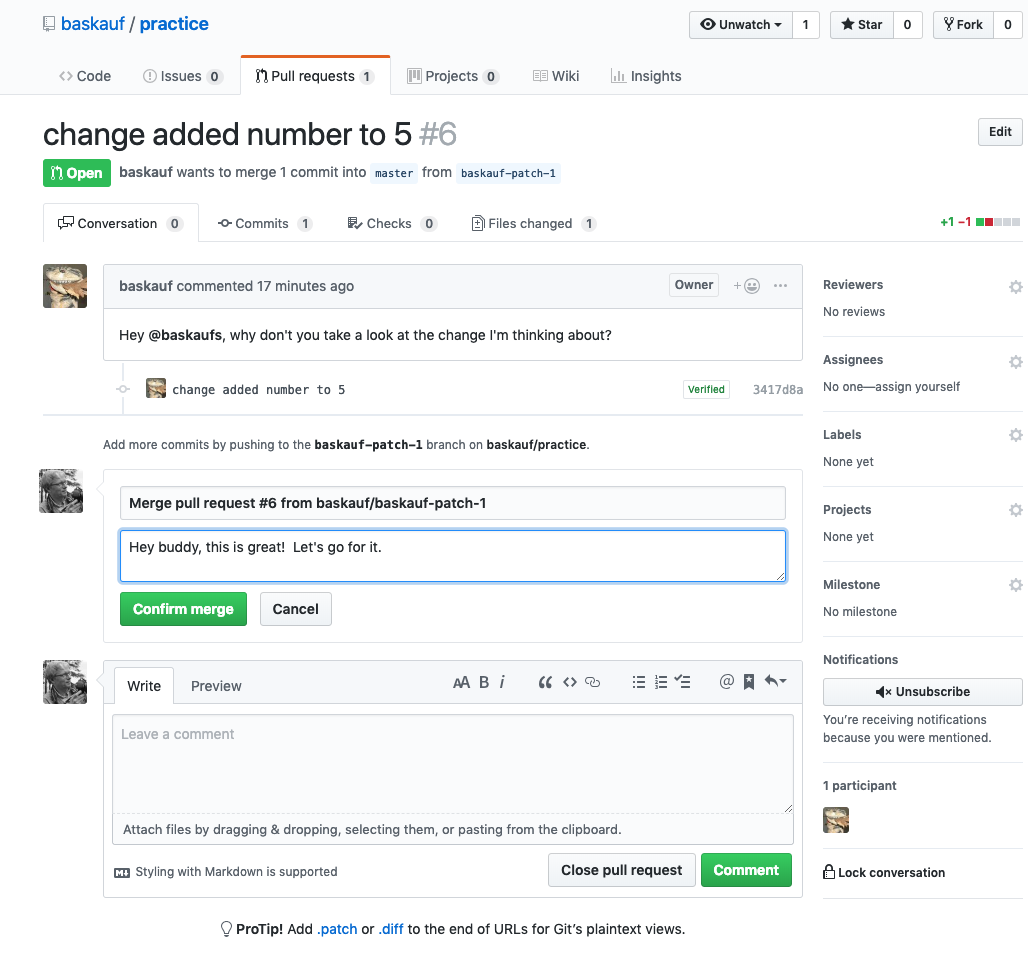 baskauf / practice
Unwatch 1 Star 0 Fork 0
Code Issues 0 Pull requests 1 Projects 0 Wiki Insights
change added number to 5 #6
Edit
Open baskauf wants to merge 1 commit into master from baskauf-patch-1
Conversation 0 Commits 1 Checks 0 Files changed 1
+1 −1
baskauf commented 17 minutes ago
Owner
Hey @baskaufs, why don't you take a look at the change I'm thinking about?
change added number to 5
Verified 3417d8a
Add more commits by pushing to the baskauf-patch-1 branch on baskauf/practice.
Merge pull request #6 from baskauf/baskauf-patch-1
Hey buddy, this is great!  Let's go for it.
Confirm merge Cancel
Write Preview
AA B i
Leave a comment
Attach files by dragging & dropping, selecting them, or pasting from the clipboard.
Styling with Markdown is supported
Close pull request Comment
ProTip! Add .patch or .diff to the end of URLs for Git’s plaintext views.
Reviewers
No reviews
Assignees
No one—assign yourself
Labels
None yet
Projects
None yet
Milestone
No milestone
Notifications
Unsubscribe
You’re receiving notifications
because you were mentioned.
1 participant
Lock conversation